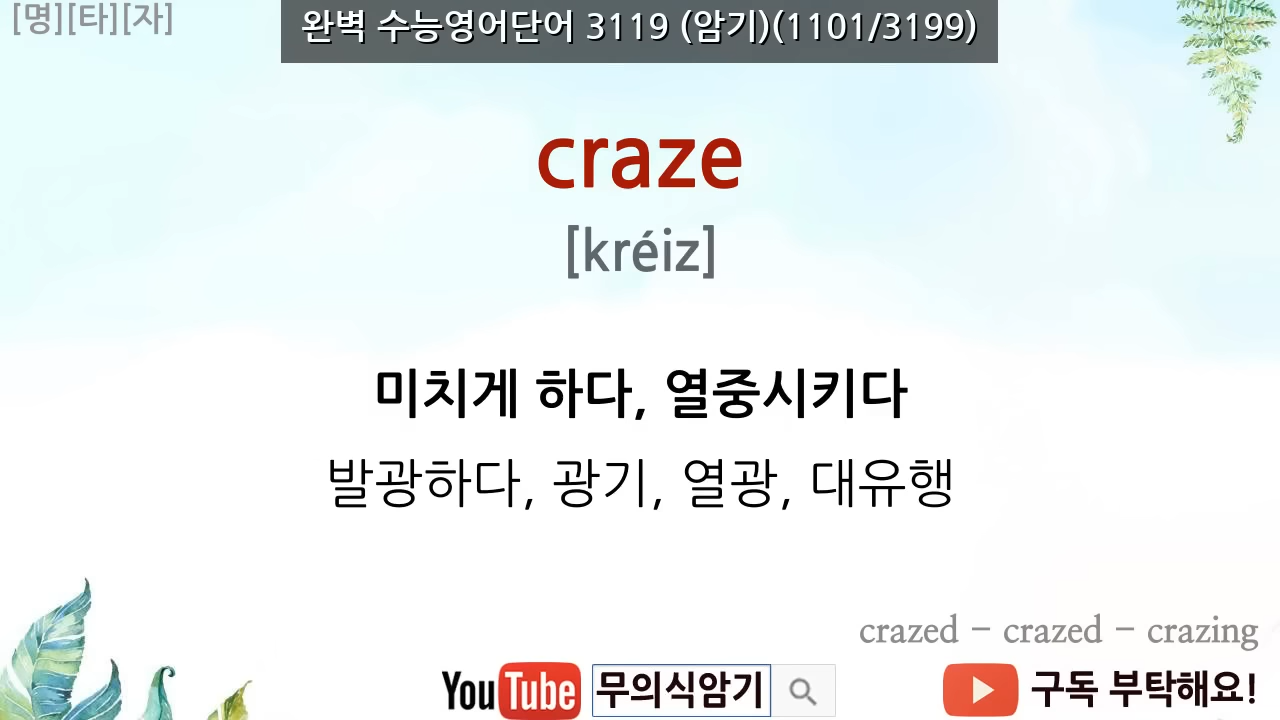 [명][타][자]
완벽 수능영어단어 3119 (암기)(1101/3199)
craze
[kréiz]
미치게 하다, 열중시키다
발광하다, 광기, 열광, 대유행
crazed - crazed - crazing
YouTube 무의식암기 구독 부탁해요!